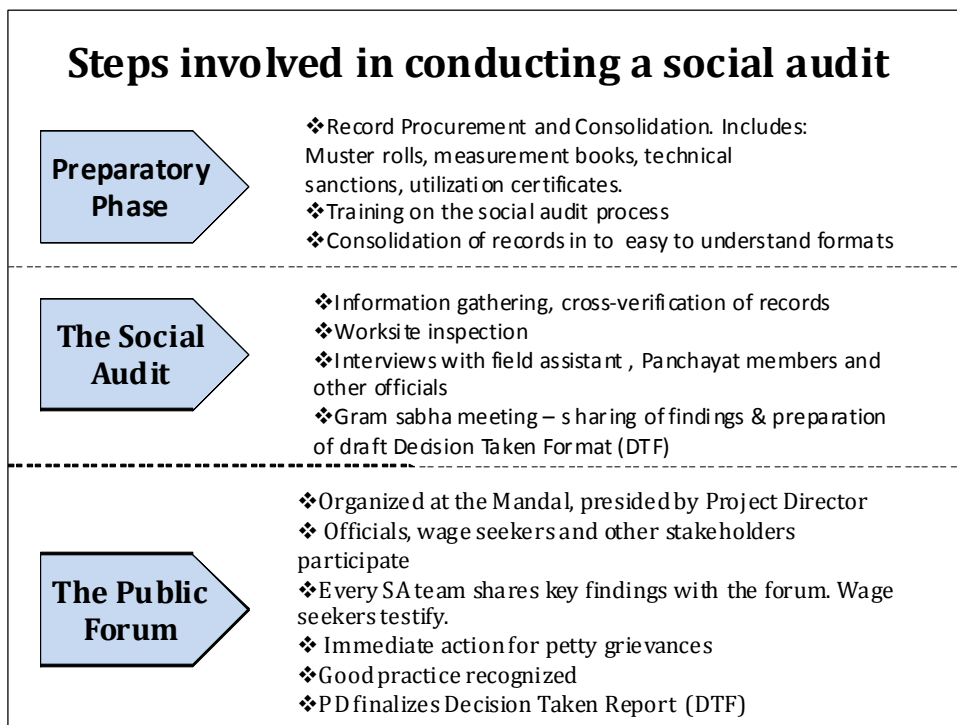 Steps involved in conducting a social audit
Preparatory
Phase
❖Record Procurement and Consolidation. Includes:
Muster rolls, measurement books, technical
sanctions, utilization certificates.
❖Training on the social audit process
❖Consolidation of records in to easy to understand formats
The Social
Audit
❖Information gathering, cross-verification of records
❖Worksite inspection
❖Interviews with field assistant , Panchayat members and
other officials
❖Gram sabha meeting – sharing of findings & preparation
of draft Decision Taken Format (DTF)
The Public
Forum
❖Organized at the Mandal, presided by Project Director
❖ Officials, wage seekers and other stakeholders
participate
❖Every SA team shares key findings with the forum. Wage
seekers testify.
❖ Immediate action for petty grievances
❖Good practice recognized
❖PD finalizes Decision Taken Report (DTF)